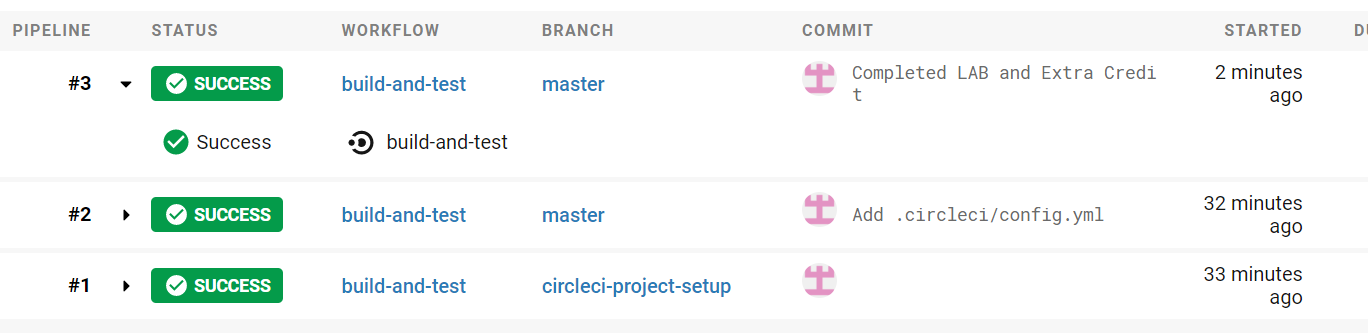 PIPELINE STATUS WORKFLOW BRANCH COMMIT STARTED DU
#3 SUCCESS build-and-test master Completed LAB and Extra Credi 2 minutes
t ago
Success build-and-test
#2 SUCCESS build-and-test master Add .circleci/config.yml 32 minutes
ago
#1 SUCCESS build-and-test circleci-project-setup 33 minutes
ago